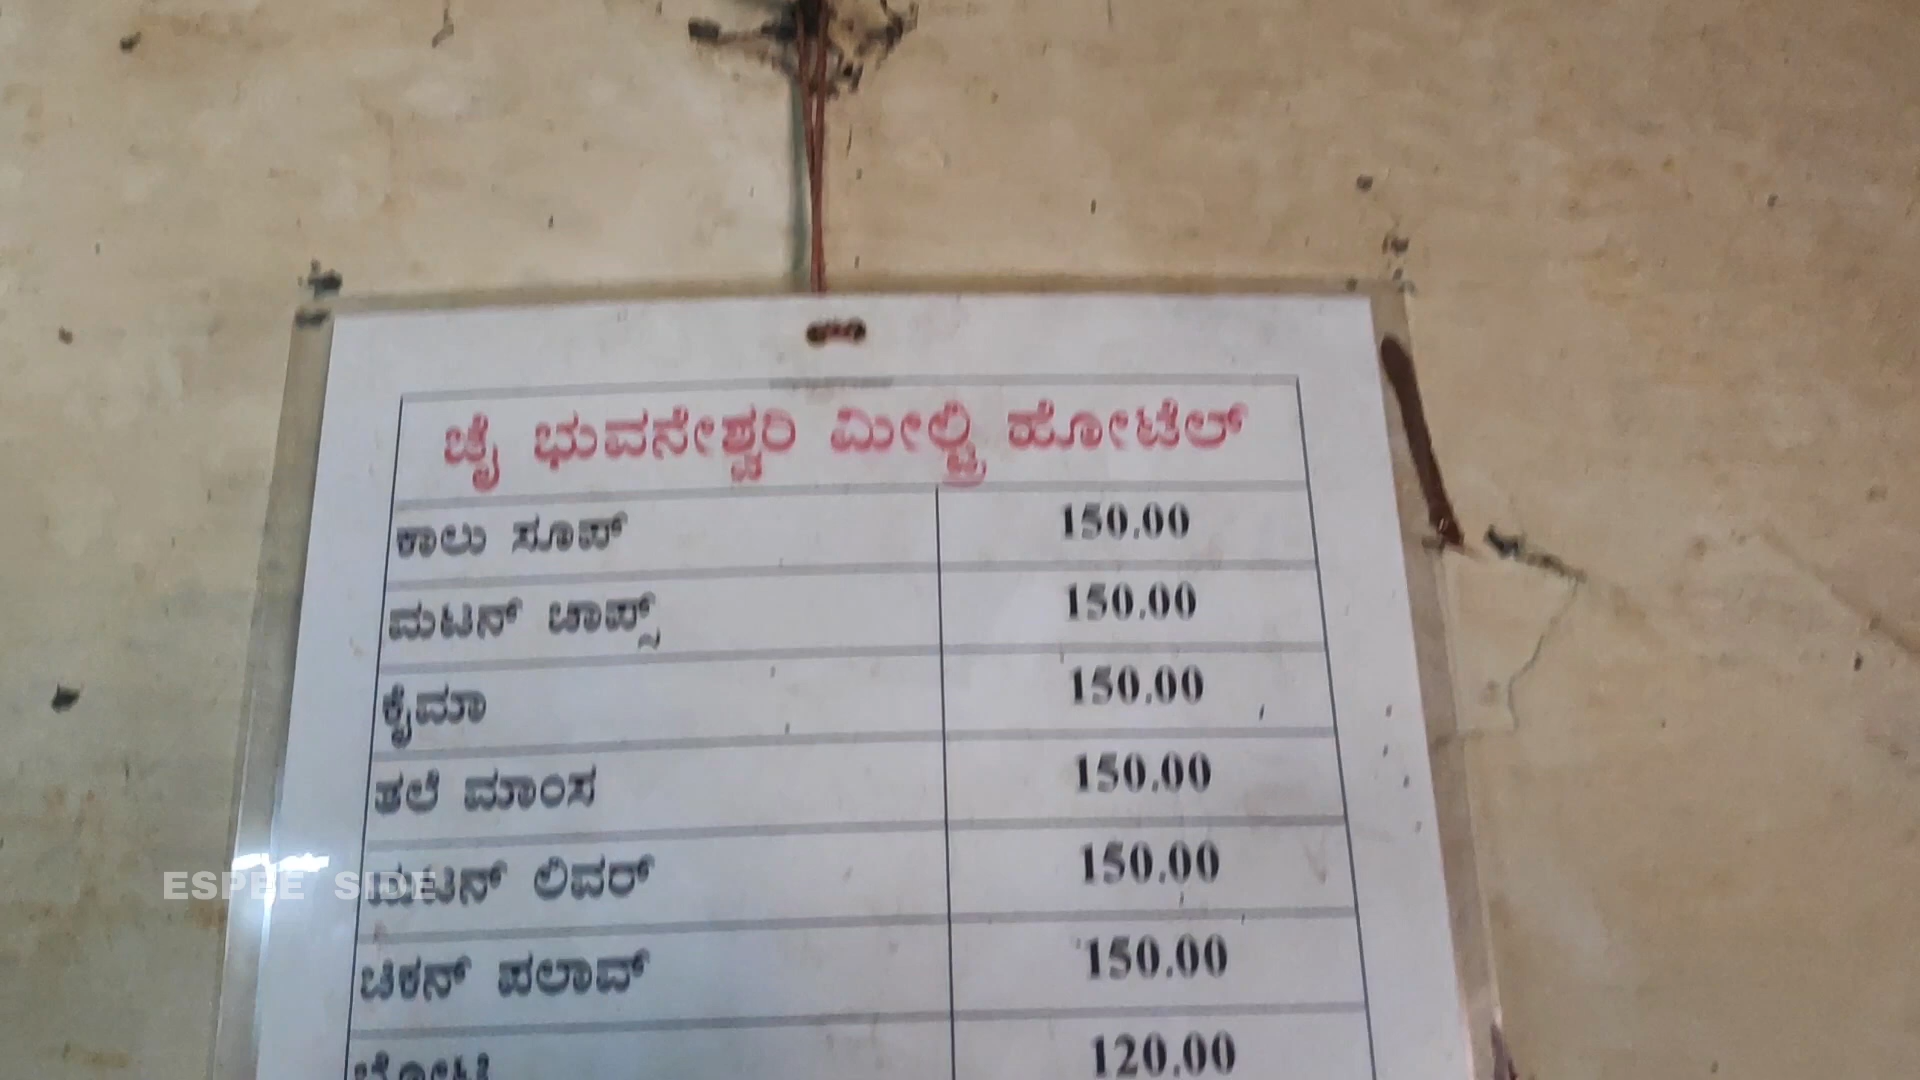 ಜೈ ಭುವನೇಶ್ವರಿ ಮೀಲ್ಟ್ರಿ ಹೋಟೆಲ್
ಕಾಲು ಸೂಪ್ 150.00
ಮಟನ್ ಚಾಪ್ಸ್ 150.00
ಕೈಮಾ 150.00
ತಲೆ ಮಾಂಸ 150.00
ಮಟನ್ ಲಿವರ್ 150.00
ಚಿಕನ್ ಪಲಾವ್ 150.00
ಬೋಟಿ 120.00
ESPEE SIDE